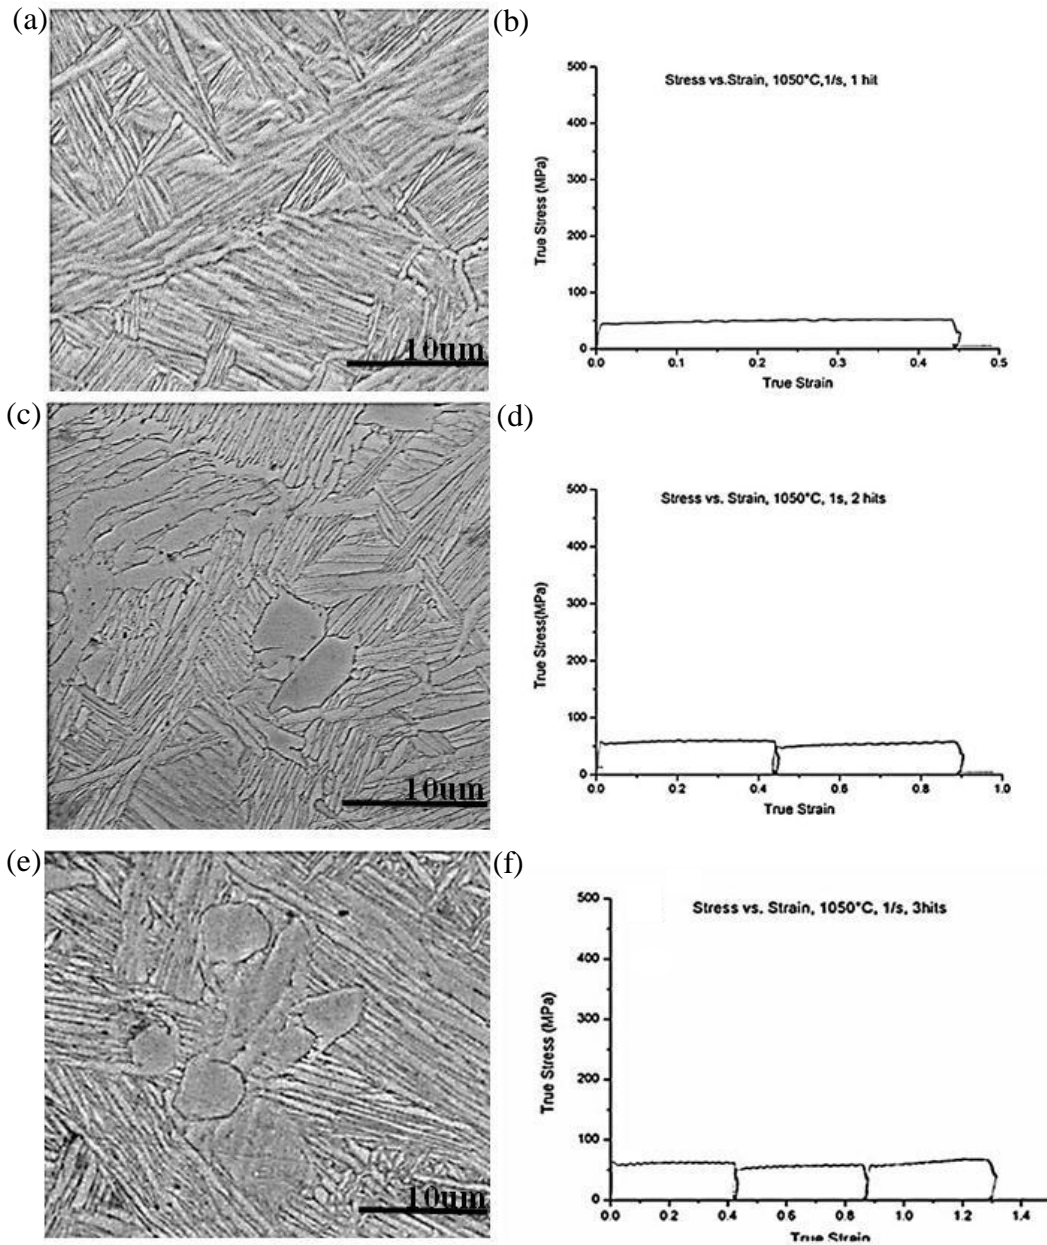 (a)
10um
(b)
Stress vs.Strain, 1050°C,1/s, 1 hit
True Stress (MPa)
500
400
300
200
100
0
0.0 0.1 0.2 0.3 0.4 0.5
True Strain
(c)
10um
(d)
Stress vs. Strain, 1050°C, 1s, 2 hits
True Stress(MPa)
500
400
300
200
100
0
0.0 0.2 0.4 0.6 0.8 1.0
True Strain
(e)
10um
(f)
Stress vs. Strain, 1050°C, 1/s, 3hits
True Stress (MPa)
500
400
300
200
100
0
0.0 0.2 0.4 0.6 0.8 1.0 1.2 1.4
True Strain